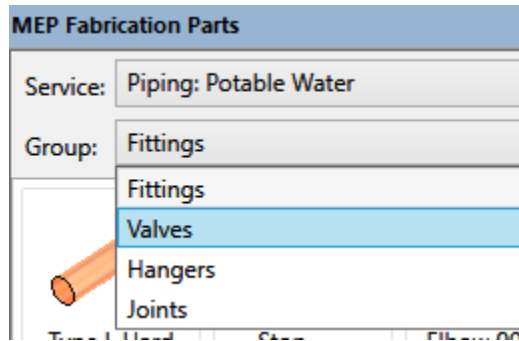 MEP Fabrication Parts
Service: Piping: Potable Water
Group: Fittings
Fittings
Valves
Hangers
Joints